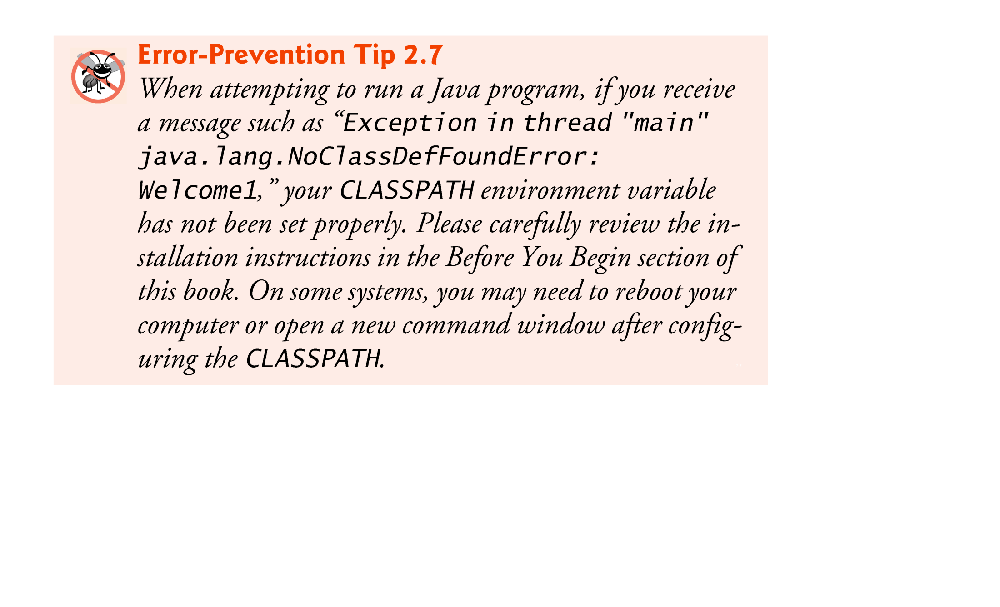 Error-Prevention Tip 2.7
When attempting to run a Java program, if you receive
a message such as “Exception in thread "main"
java.lang.NoClassDefFoundError:
Welcome1,” your CLASSPATH environment variable
has not been set properly. Please carefully review the in-
stallation instructions in the Before You Begin section of
this book. On some systems, you may need to reboot your
computer or open a new command window after config-
uring the CLASSPATH.